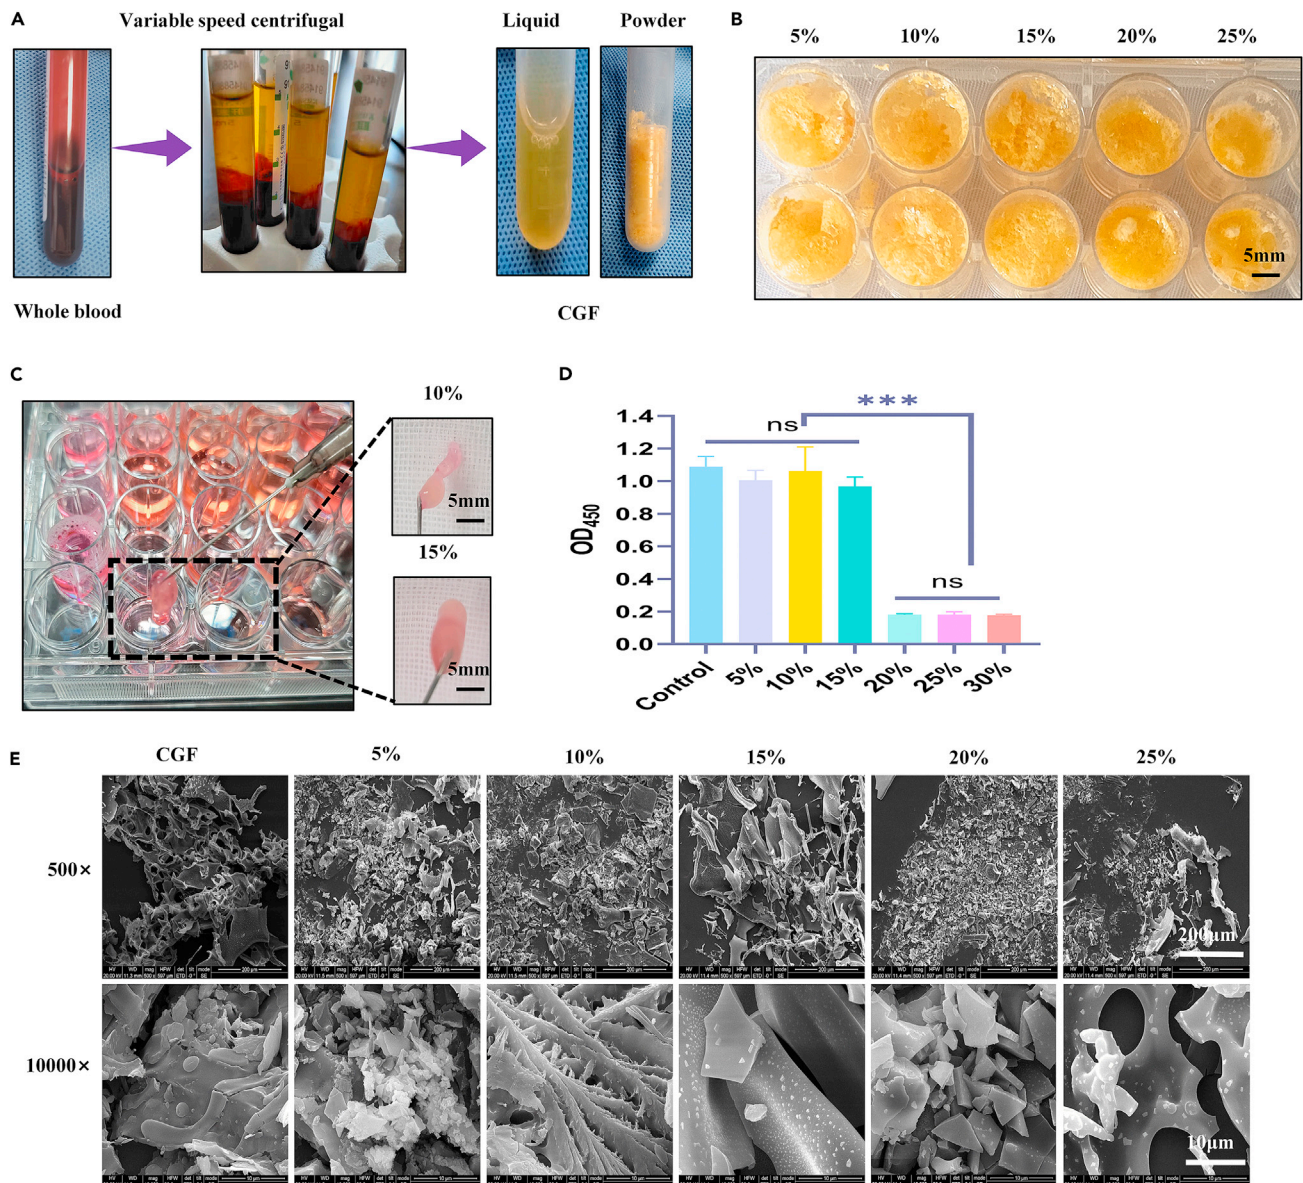 A
Variable speed centrifugal
Liquid
Powder
Whole blood
CGF
B
5% 10% 15% 20% 25%
5mm
C
10%
5mm
15%
5mm
D
1.4
1.2
1.0
0.8
0.6
0.4
0.2
0.0
OD450
ns
***
ns
Control 5% 10% 15% 20% 25% 30%
E
CGF 5% 10% 15% 20% 25%
500×
200μm
10000×
10μm